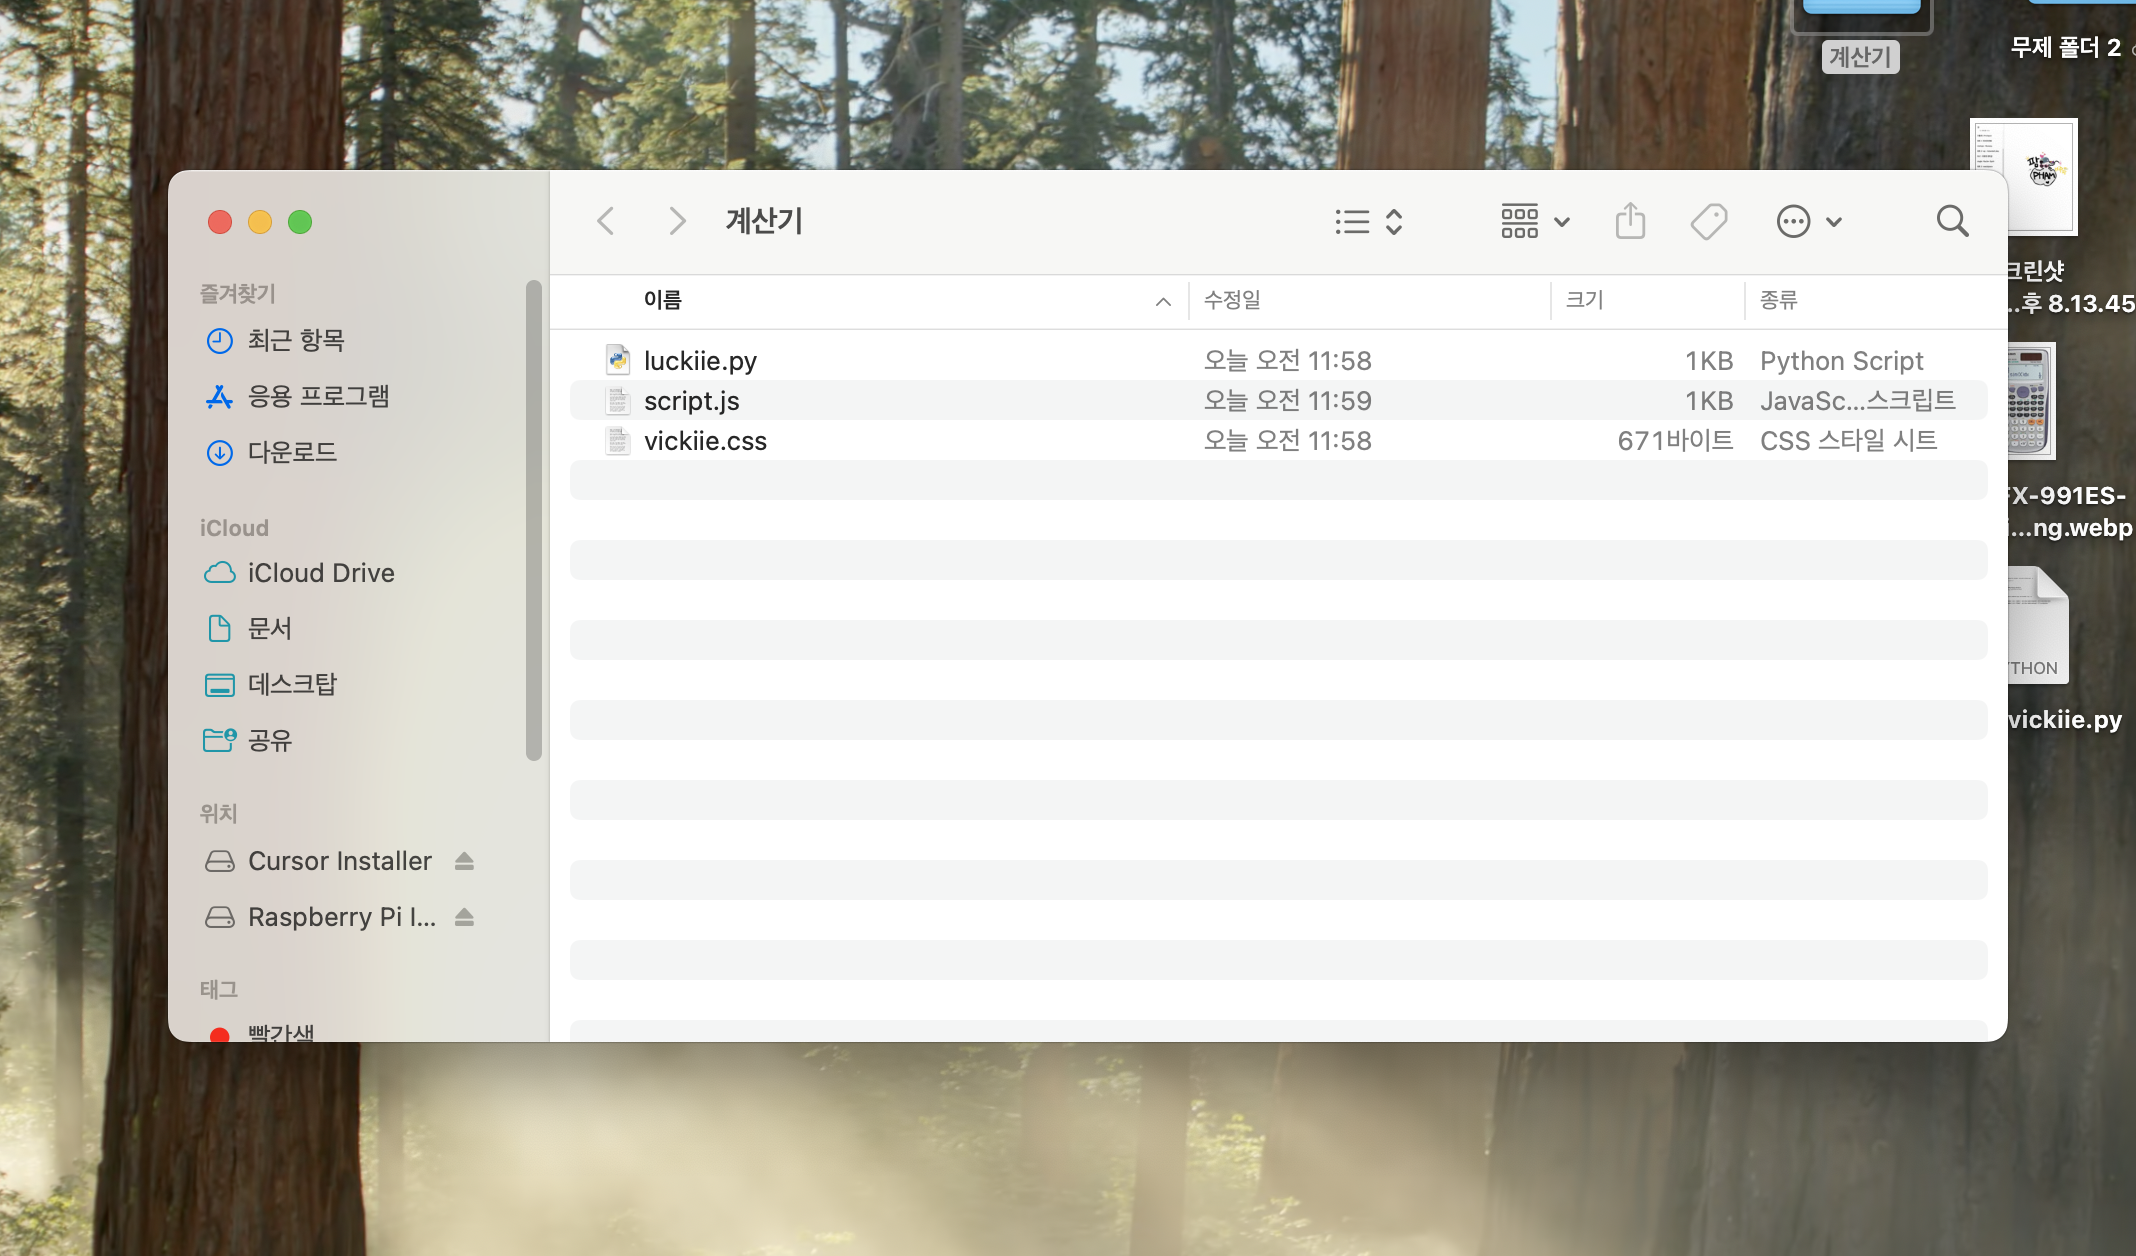 계산기
무제 폴더 2
크린샷
...후 8.13.45
FX-991ES-
i...ng.webp
THON
vickiie.py
계산기
즐겨찾기
최근 항목
응용 프로그램
다운로드
iCloud
iCloud Drive
문서
데스크탑
공유
위치
Cursor Installer
Raspberry Pi I...
태그
빨간색
이름 수정일 크기 종류
luckiie.py 오늘 오전 11:58 1KB Python Script
script.js 오늘 오전 11:59 1KB JavaSc...스크립트
vickiie.css 오늘 오전 11:58 671바이트 CSS 스타일 시트